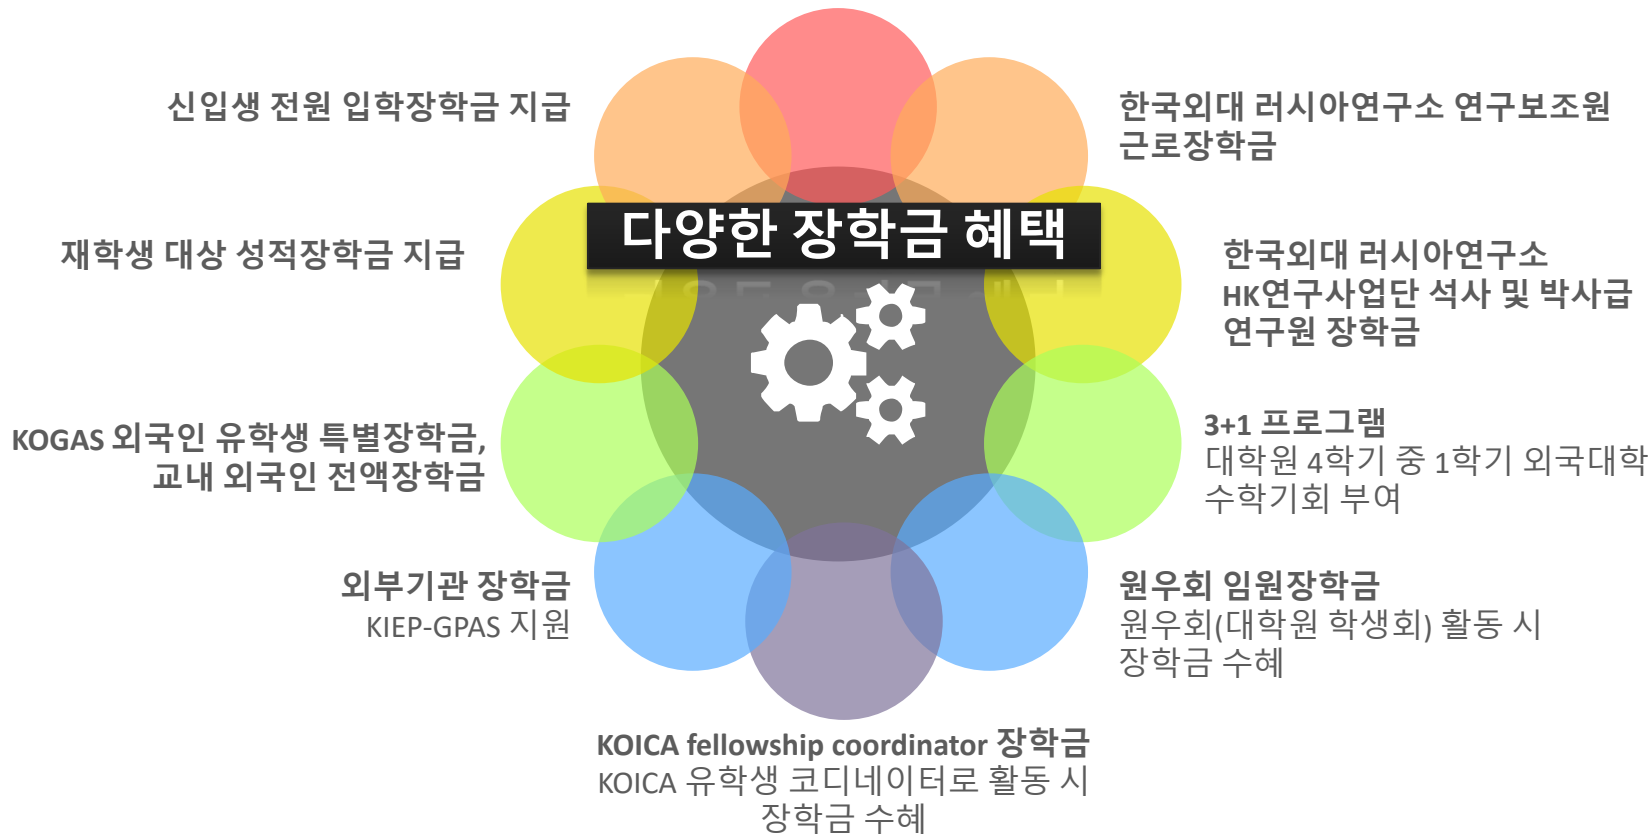 다양한 장학금 혜택
신입생 전원 입학장학금 지급
재학생 대상 성적장학금 지급
KOGAS 외국인 유학생 특별장학금,
교내 외국인 전액장학금
외부기관 장학금
KIEP-GPAS 지원
KOICA fellowship coordinator 장학금
KOICA 유학생 코디네이터로 활동 시
장학금 수혜
한국외대 러시아연구소 연구보조원
근로장학금
한국외대 러시아연구소
HK연구사업단 석사 및 박사급
연구원 장학금
3+1 프로그램
대학원 4학기 중 1학기 외국대학
수학기회 부여
원우회 임원장학금
원우회(대학원 학생회) 활동 시
장학금 수혜